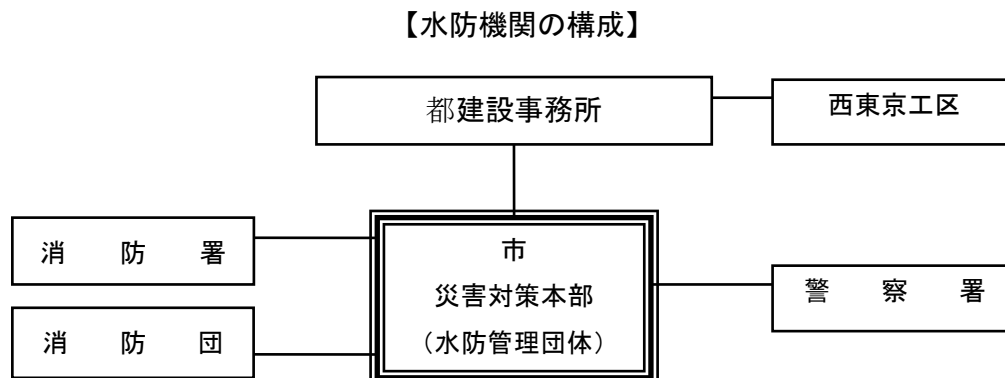 【水防機関の構成】
都建設事務所
西東京工区
消防署
市
災害対策本部
（水防管理団体）
警察署
消防団